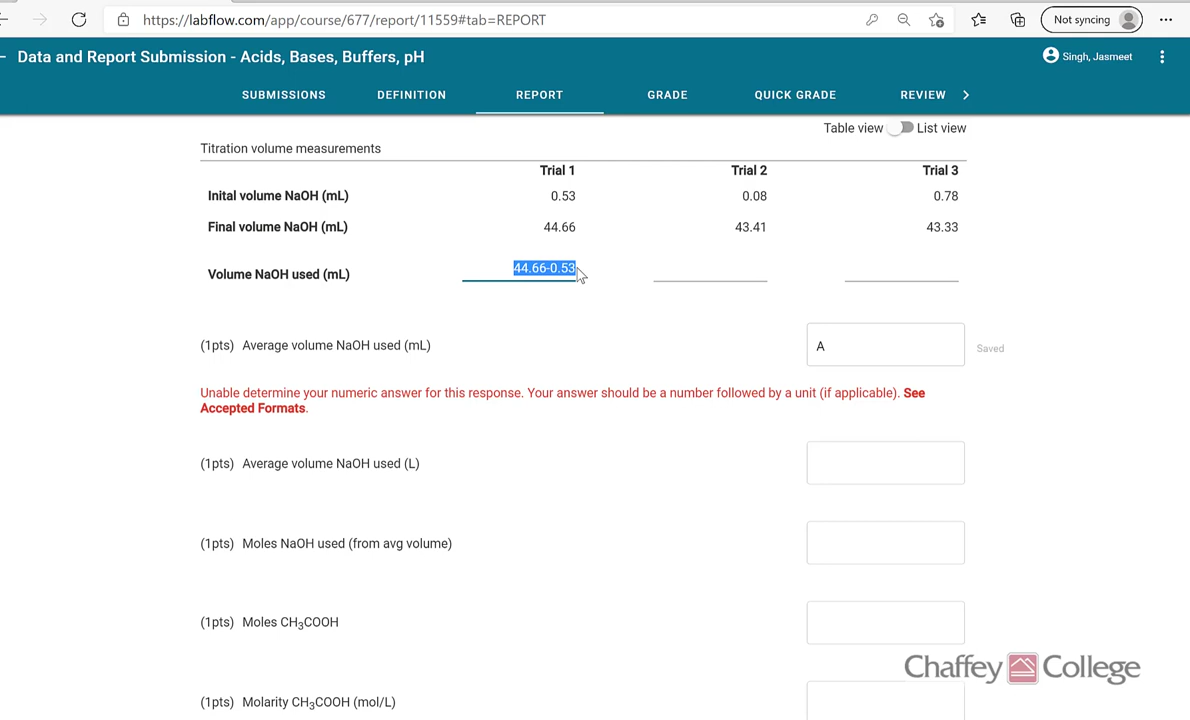 https://labflow.com/app/course/677/report/11559#tab=REPORT
Not syncing
Data and Report Submission - Acids, Bases, Buffers, pH
Singh, Jasmeet
SUBMISSIONS DEFINITION REPORT GRADE QUICK GRADE REVIEW
Table view List view
Titration volume measurements
Trial 1 Trial 2 Trial 3
Inital volume NaOH (mL) 0.53 0.08 0.78
Final volume NaOH (mL) 44.66 43.41 43.33
Volume NaOH used (mL) 44.66-0.53
(1pts) Average volume NaOH used (mL) A Saved
Unable determine your numeric answer for this response. Your answer should be a number followed by a unit (if applicable). See
Accepted Formats.
(1pts) Average volume NaOH used (L)
(1pts) Moles NaOH used (from avg volume)
(1pts) Moles CH₃COOH
Chaffey College
(1pts) Molarity CH₃COOH (mol/L)